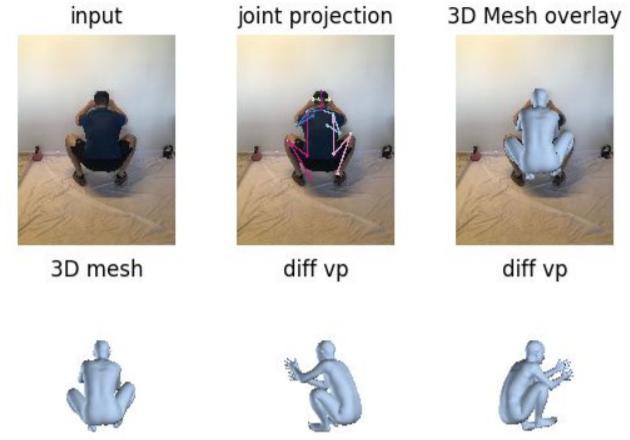 input
joint projection
3D Mesh overlay
3D mesh
diff vp
diff vp